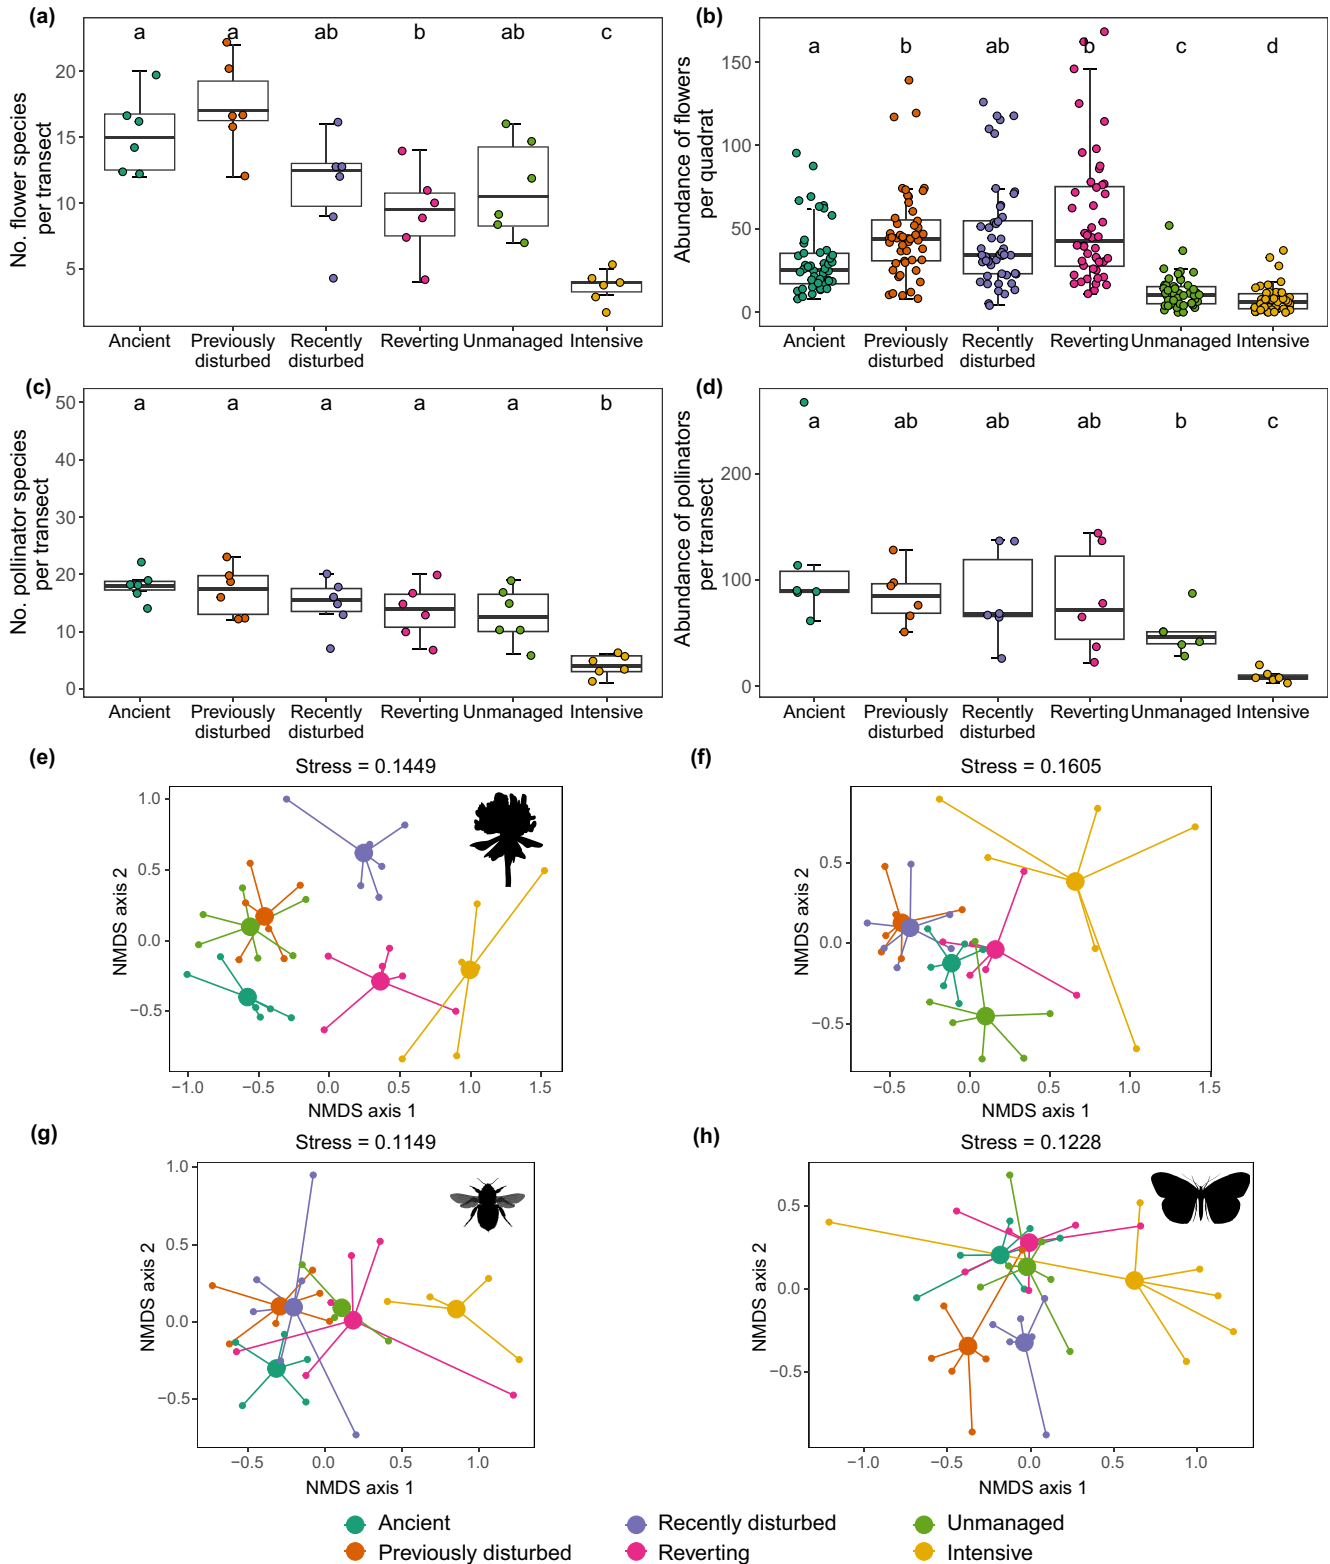 (a)
a a ab b ab c
No. flower species
per transect
20
15
10
5
Ancient Previously Recently Reverting Unmanaged Intensive
disturbed disturbed
(b)
a b ab b c d
Abundance of flowers
per quadrat
150
100
50
0
Ancient Previously Recently Reverting Unmanaged Intensive
disturbed disturbed
(c)
a a a a a b
No. pollinator species
per transect
50
40
30
20
10
0
Ancient Previously Recently Reverting Unmanaged Intensive
disturbed disturbed
(d)
a ab ab ab b c
Abundance of pollinators
per transect
200
100
0
Ancient Previously Recently Reverting Unmanaged Intensive
disturbed disturbed
(e)
Stress = 0.1449
NMDS axis 2
1.0
0.5
0.0
−0.5
−1.0 −0.5 0.0 0.5 1.0 1.5
NMDS axis 1
(f)
Stress = 0.1605
NMDS axis 2
0.5
0.0
−0.5
−0.5 0.0 0.5 1.0 1.5
NMDS axis 1
(g)
Stress = 0.1149
NMDS axis 2
1.0
0.5
0.0
−0.5
−0.5 0.0 0.5 1.0
NMDS axis 1
(h)
Stress = 0.1228
NMDS axis 2
0.5
0.0
−0.5
−1.0 −0.5 0.0 0.5 1.0
NMDS axis 1
Ancient Recently disturbed Unmanaged
Previously disturbed Reverting Intensive